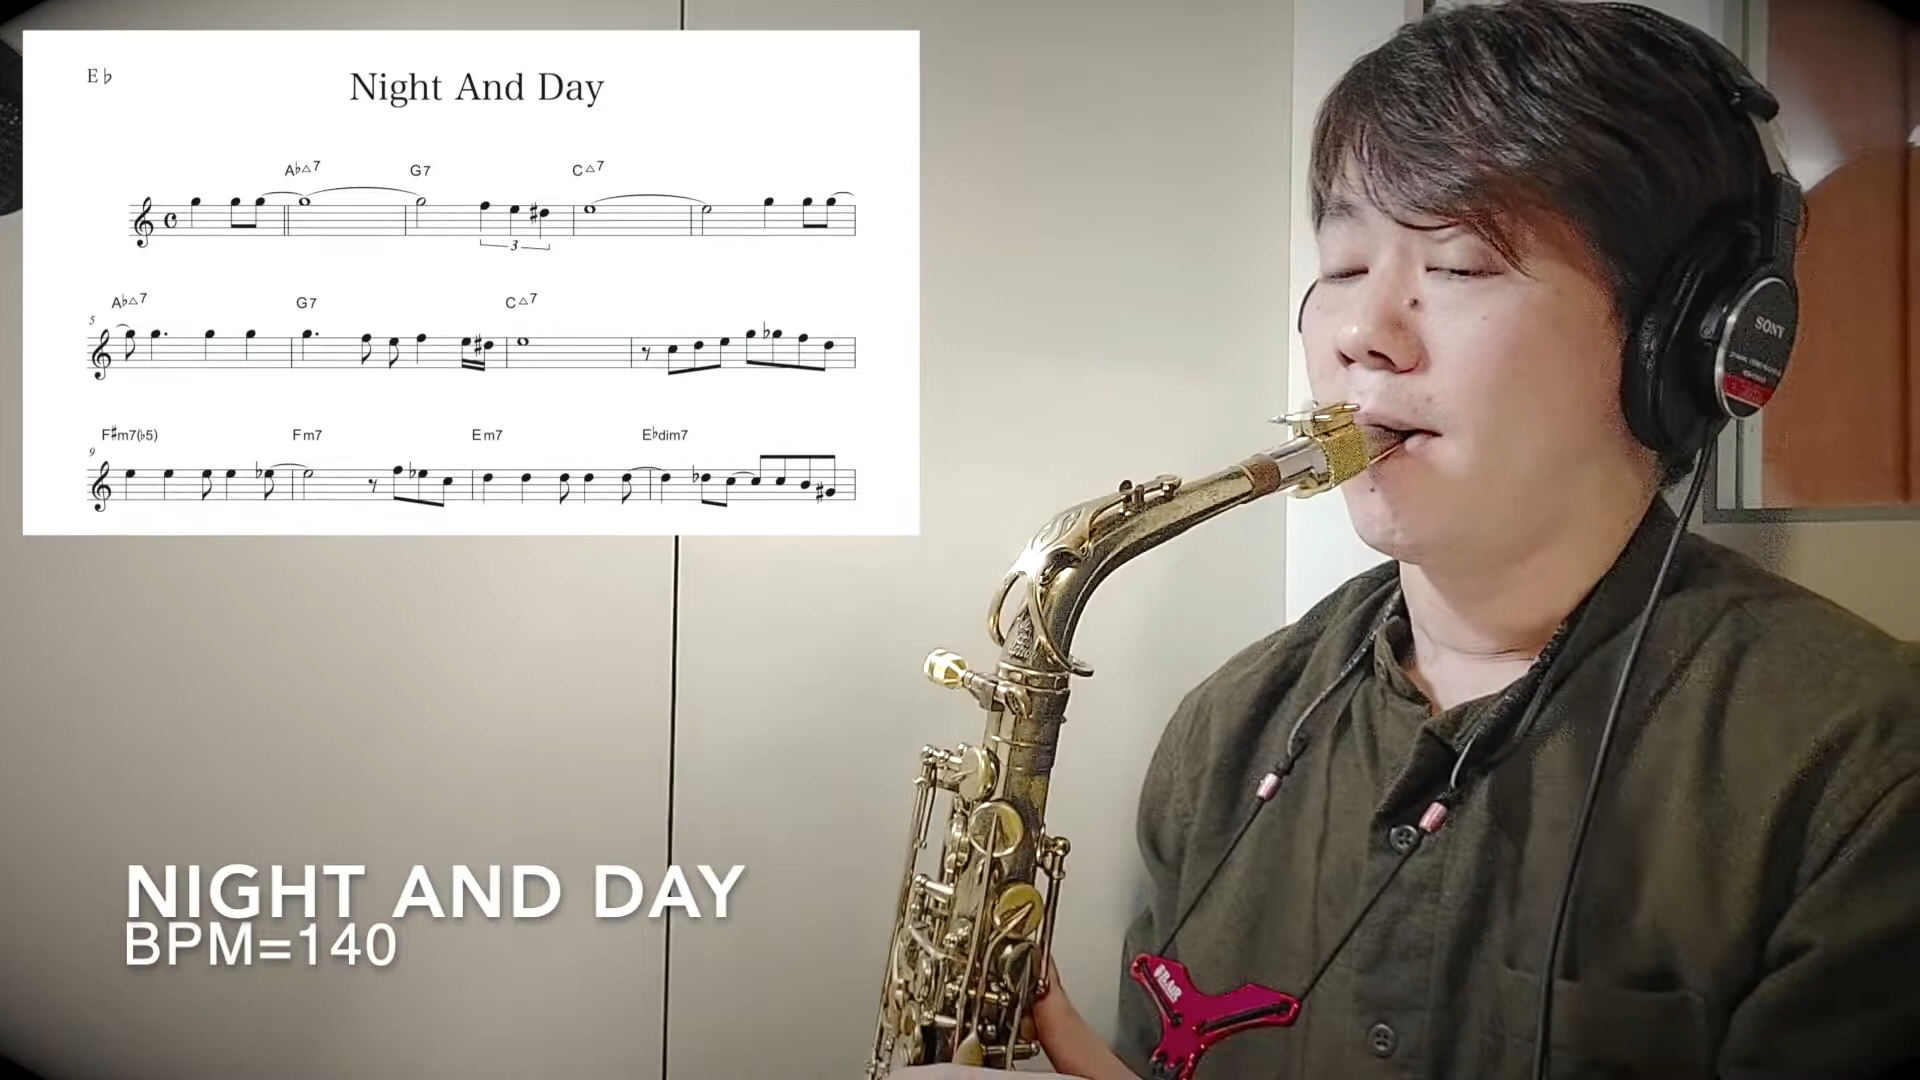 E♭
Night And Day
A♭△7 G7 C△7
3
A♭△7 G7 C△7
5
F♯m7(♭5) Fm7 Em7 E♭dim7
9
SONY
NIGHT AND DAY
BPM=140